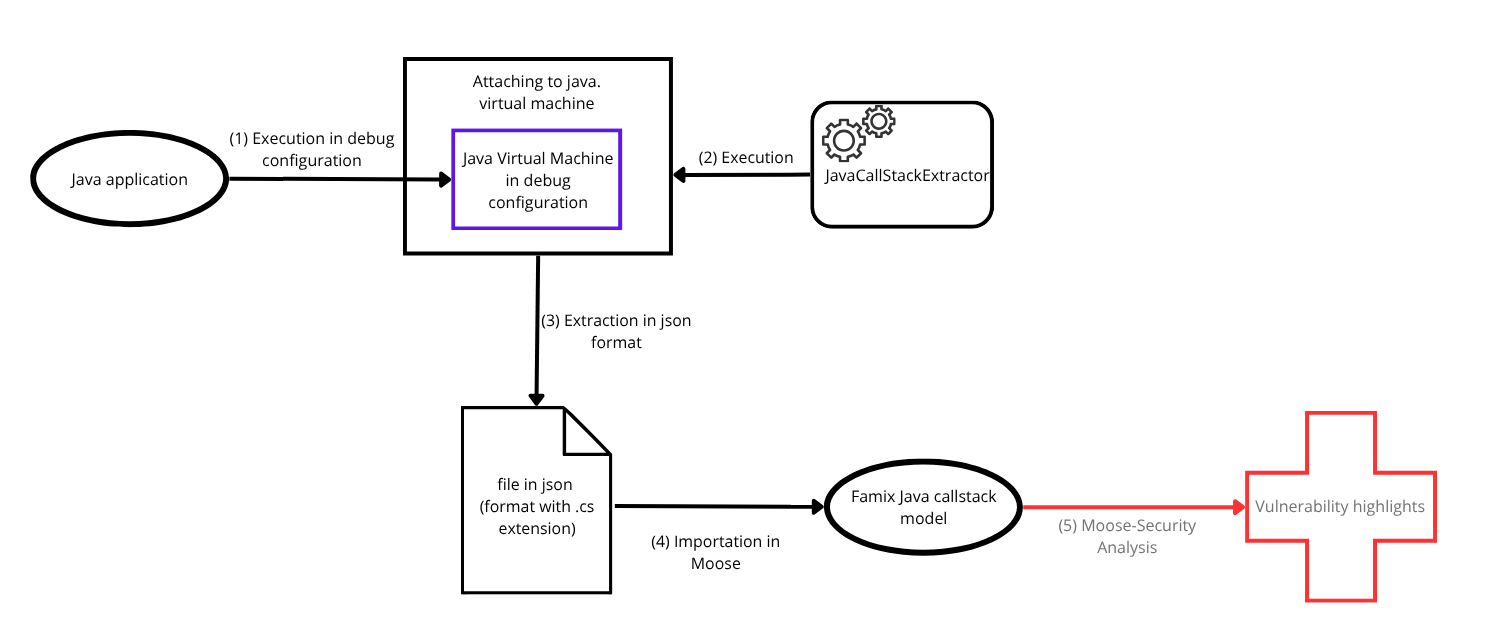 Attaching to java.
virtual machine
(1) Execution in debug
configuration
Java application
Java Virtual Machine
in debug
configuration
(2) Execution
JavaCallStackExtractor
(3) Extraction in json
format
file in json
(format with .cs
extension)
(4) Importation in
Moose
Famix Java callstack
model
(5) Moose-Security
Analysis
Vulnerability highlights